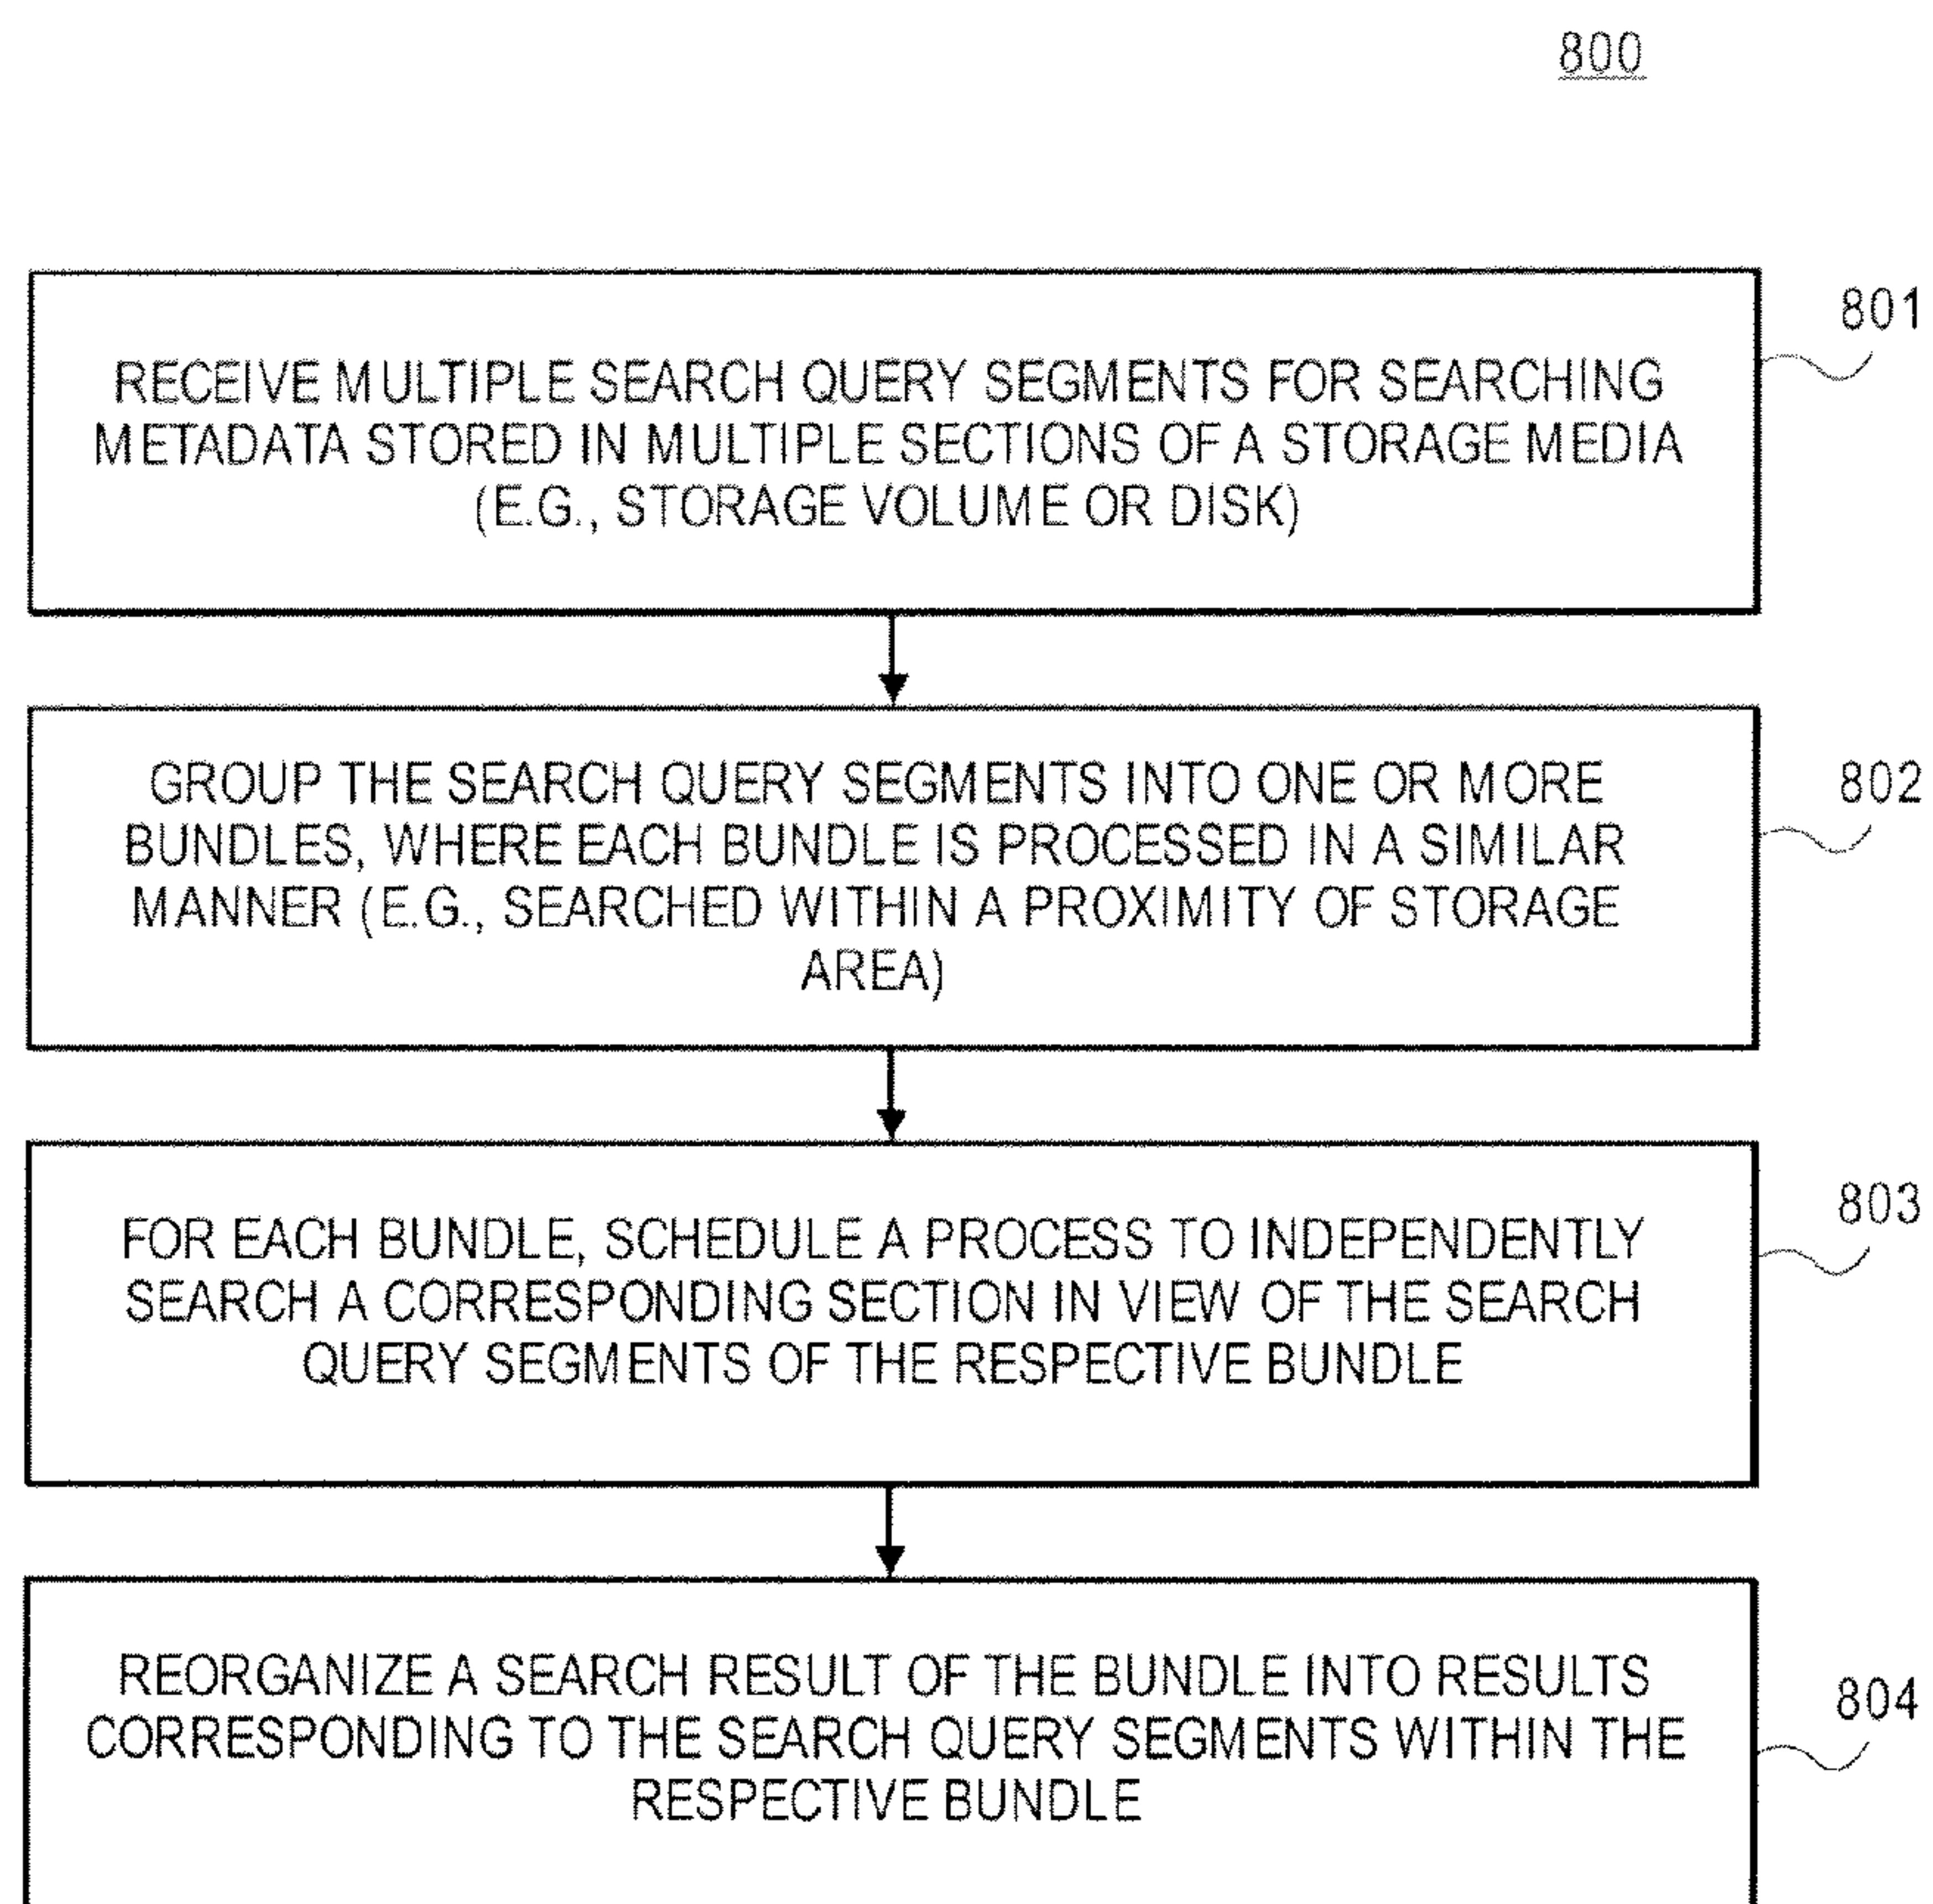 800
RECEIVE MULTIPLE SEARCH QUERY SEGMENTS FOR SEARCHING
METADATA STORED IN MULTIPLE SECTIONS OF A STORAGE MEDIA
(E.G., STORAGE VOLUME OR DISK)
801
GROUP THE SEARCH QUERY SEGMENTS INTO ONE OR MORE
BUNDLES, WHERE EACH BUNDLE IS PROCESSED IN A SIMILAR
MANNER (E.G., SEARCHED WITHIN A PROXIMITY OF STORAGE
AREA)
802
FOR EACH BUNDLE, SCHEDULE A PROCESS TO INDEPENDENTLY
SEARCH A CORRESPONDING SECTION IN VIEW OF THE SEARCH
QUERY SEGMENTS OF THE RESPECTIVE BUNDLE
803
REORGANIZE A SEARCH RESULT OF THE BUNDLE INTO RESULTS
CORRESPONDING TO THE SEARCH QUERY SEGMENTS WITHIN THE
RESPECTIVE BUNDLE
804